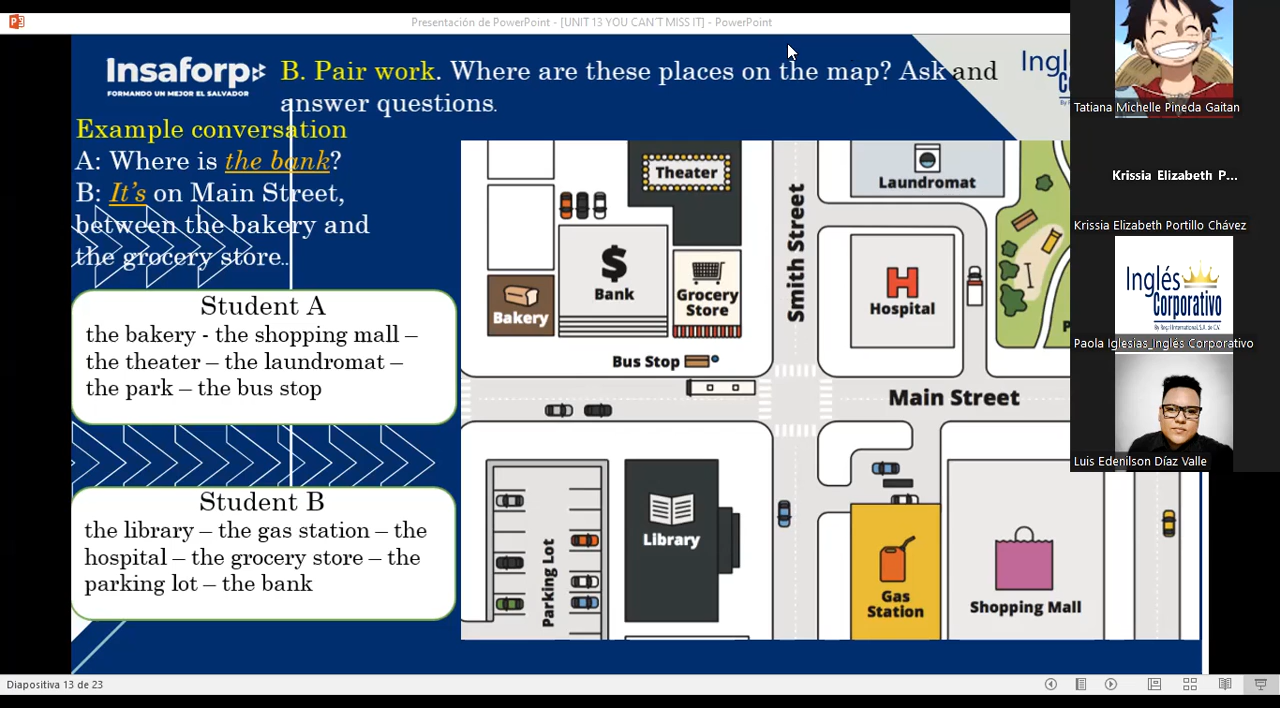 Presentación de PowerPoint - [UNIT 13 YOU CAN´T MISS IT] - PowerPoint
Insaforp
FORMANDO UN MEJOR EL SALVADOR
B. Pair work. Where are these places on the map? Ask and
answer questions.
Example conversation
A: Where is the bank?
B: It's on Main Street,
between the bakery and
the grocery store..
Student A
the bakery - the shopping mall –
the theater – the laundromat –
the park – the bus stop
Student B
the library – the gas station – the
hospital – the grocery store – the
parking lot – the bank
Theater
$
Bank
Grocery
Store
Bakery
Bus Stop
Smith Street
Laundromat
H
Hospital
Main Street
Parking Lot
Library
Gas
Station
Shopping Mall
Tatiana Michelle Pineda Gaitan
Krissia Elizabeth P...
Krissia Elizabeth Portillo Chávez
Inglés
Corporativo
By Regil International, S.A. de C.V.
Paola Iglesias_Inglés Corporativo
Luis Edenilson Díaz Valle
Diapositiva 13 de 23